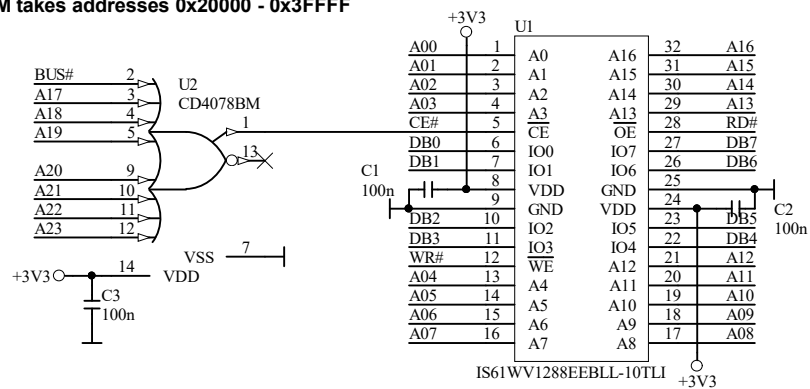 M takes addresses 0x20000 - 0x3FFFF
+3V3
U1
BUS# 2
A17 3
A18 4
A19 5
A20 9
A21 10
A22 11
A23 12
U2
CD4078BM
1
13
VSS 7
+3V3 14 VDD
C3
100n
A00 1 A0
A01 2 A1
A02 3 A2
A03 4 A3
CE# 5 CE
DB0 6 IO0
DB1 7 IO1
8 VDD
9 GND
DB2 10 IO2
DB3 11 IO3
WR# 12 WE
A04 13 A4
A05 14 A5
A06 15 A6
A07 16 A7
C1
100n
A16 32 A16
A15 31 A15
A14 30 A14
A13 29 A13
OE 28 RD#
IO7 27 DB7
IO6 26 DB6
GND 25
VDD 24
IO5 23 DB5
IO4 22 DB4
A12 21 A12
A11 20 A11
A10 19 A10
A9 18 A09
A8 17 A08
C2
100n
IS61WV1288EEBLL-10TLI
+3V3